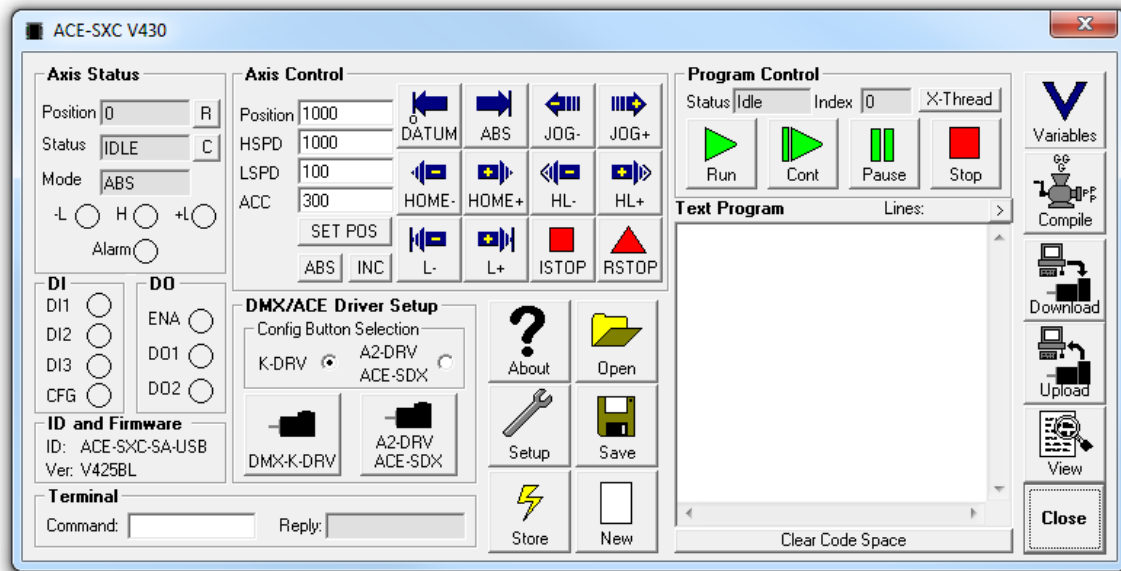 ACE-SXC V430
Axis Status
Position 0 R
Status IDLE C
Mode ABS
-L H +L
Alarm
Axis Control
Position 1000
HSPD 1000
LSPD 100
ACC 300
SET POS
ABS INC
DATUM ABS JOG- JOG+
HOME- HOME+ HL- HL+
L- L+ ISTOP RSTOP
Program Control
Status Idle Index 0 X-Thread
Run Cont Pause Stop
Text Program Lines: >
Clear Code Space
Variables
Compile
Download
Upload
View
Close
DI
DI1
DI2
DI3
CFG
DO
ENA
DO1
DO2
DMX/ACE Driver Setup
Config Button Selection
K-DRV A2-DRV
ACE-SDX
DMX-K-DRV A2-DRV
ACE-SDX
About Open
Setup Save
Store New
ID and Firmware
ID: ACE-SXC-SA-USB
Ver: V425BL
Terminal
Command: Reply: